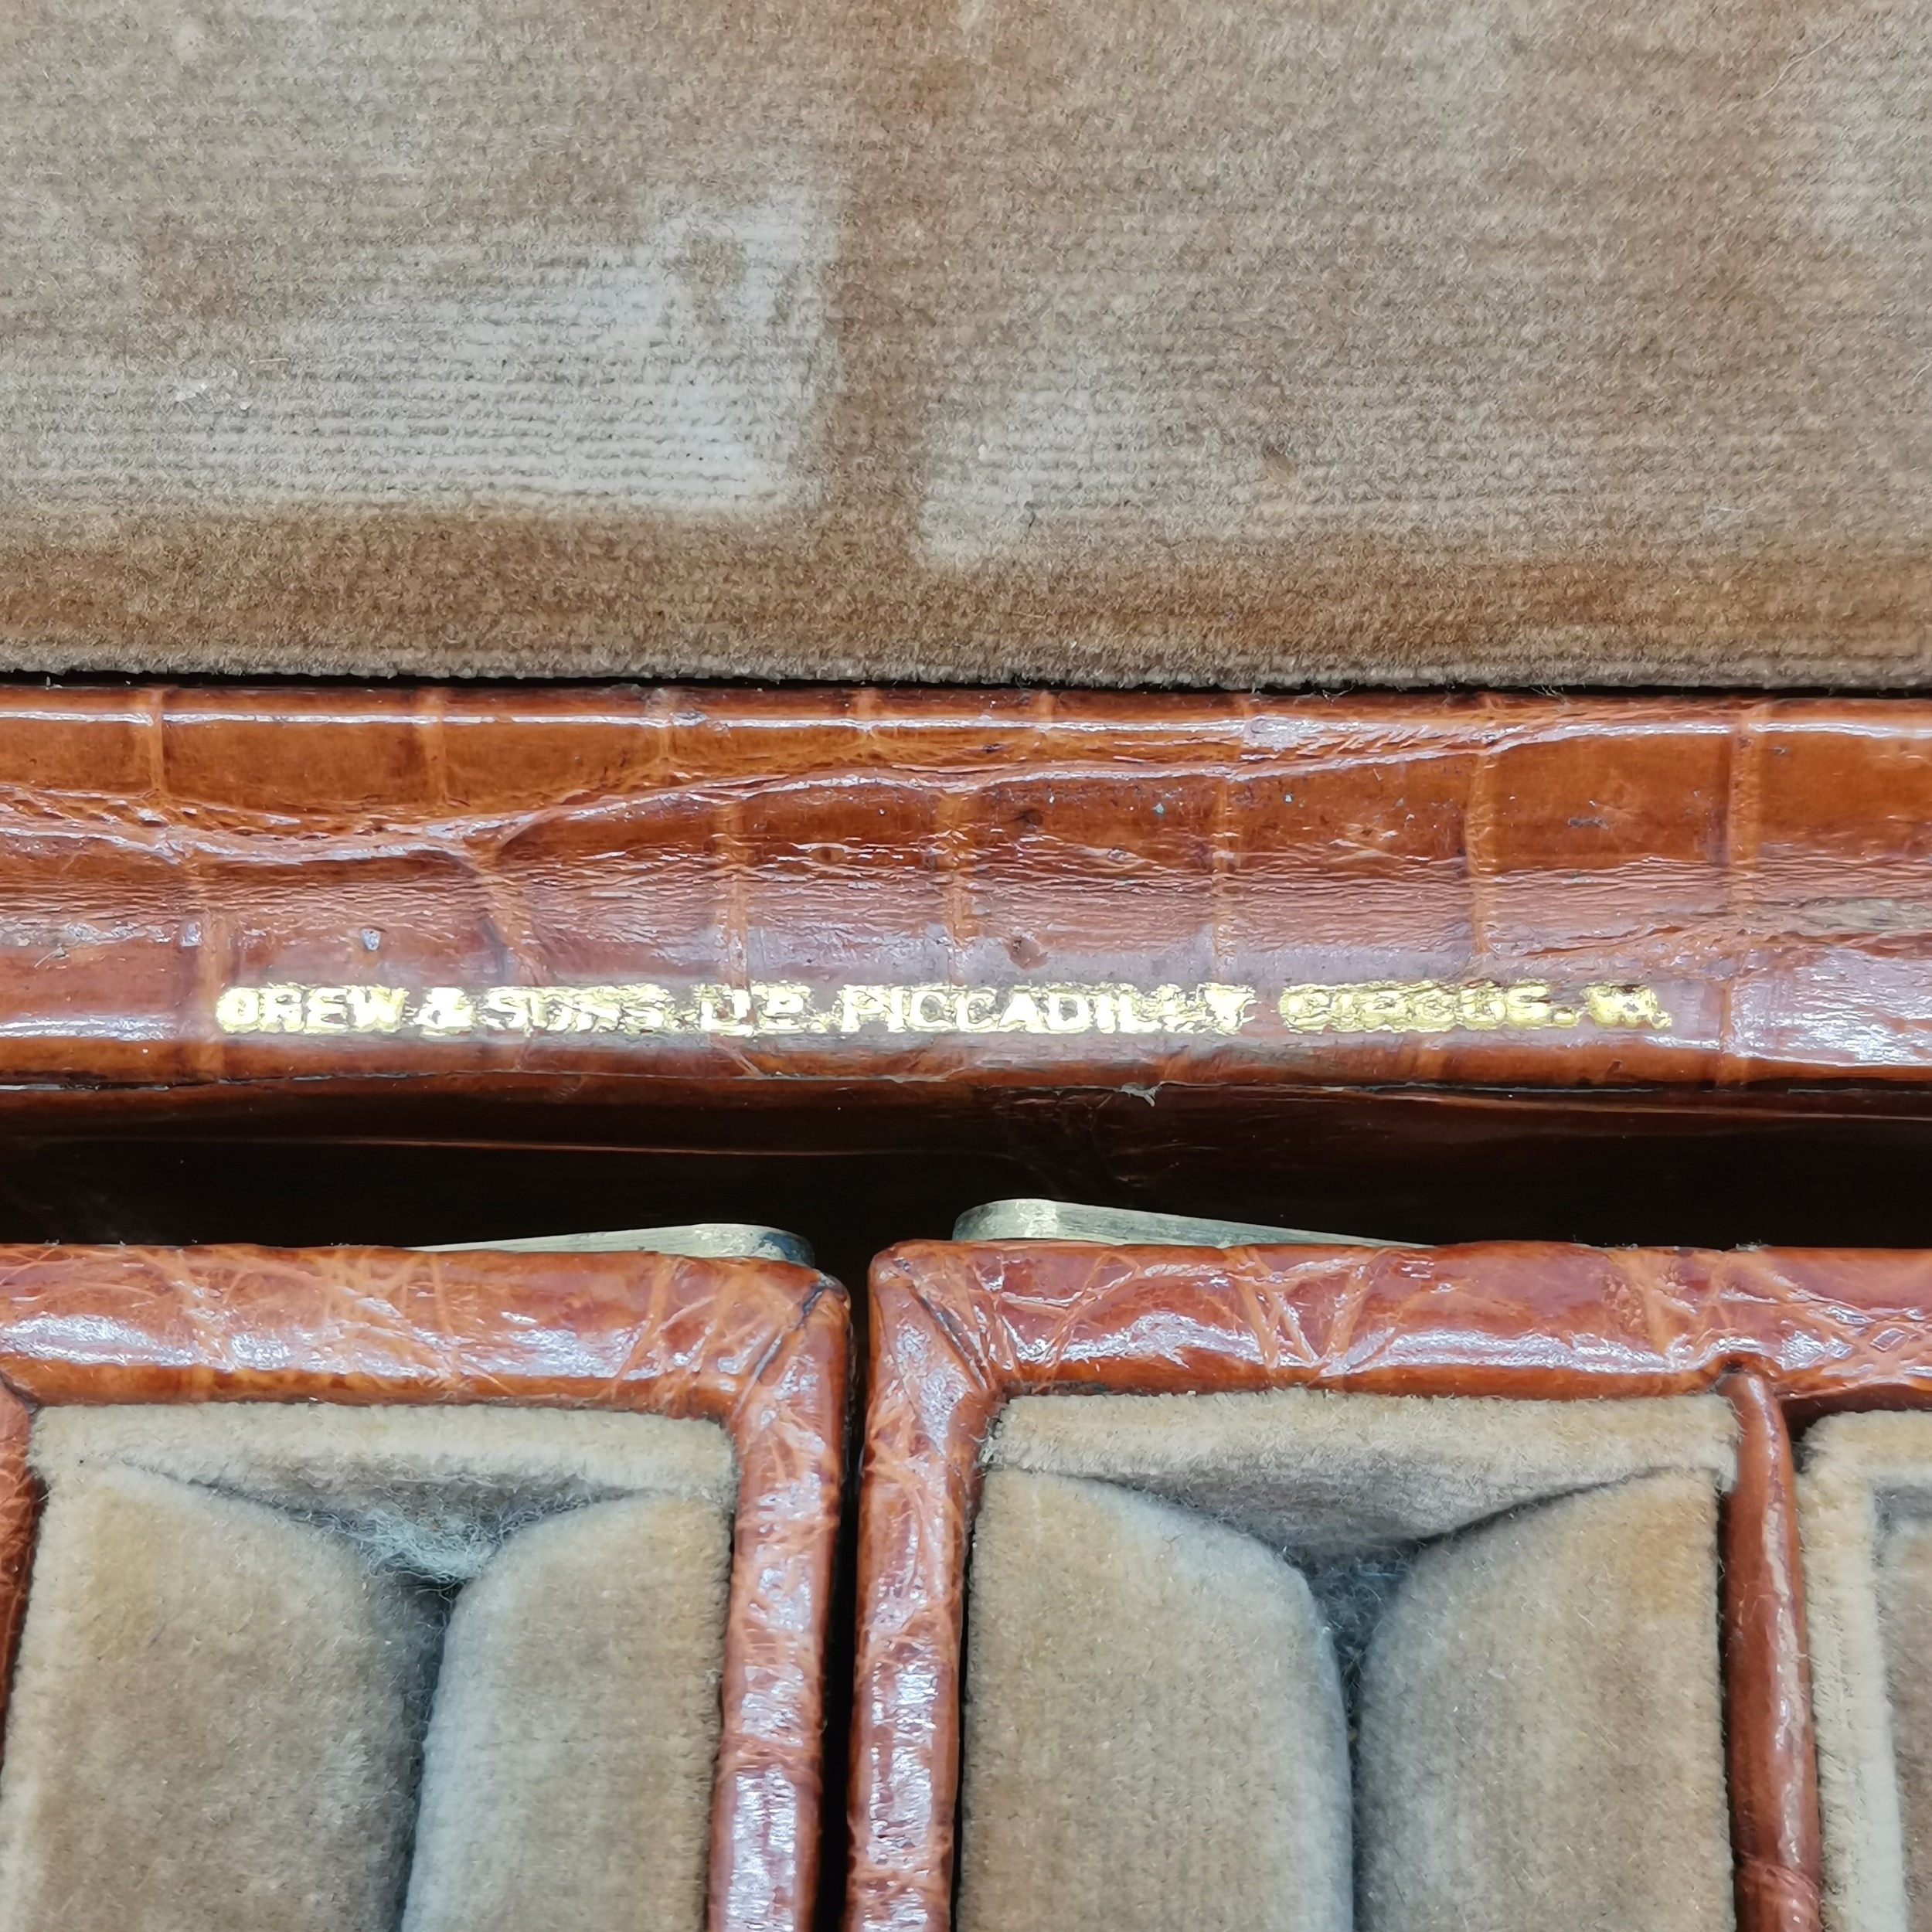 DREW & SONS. LTD. PICCADILLY CIRCUS. W.